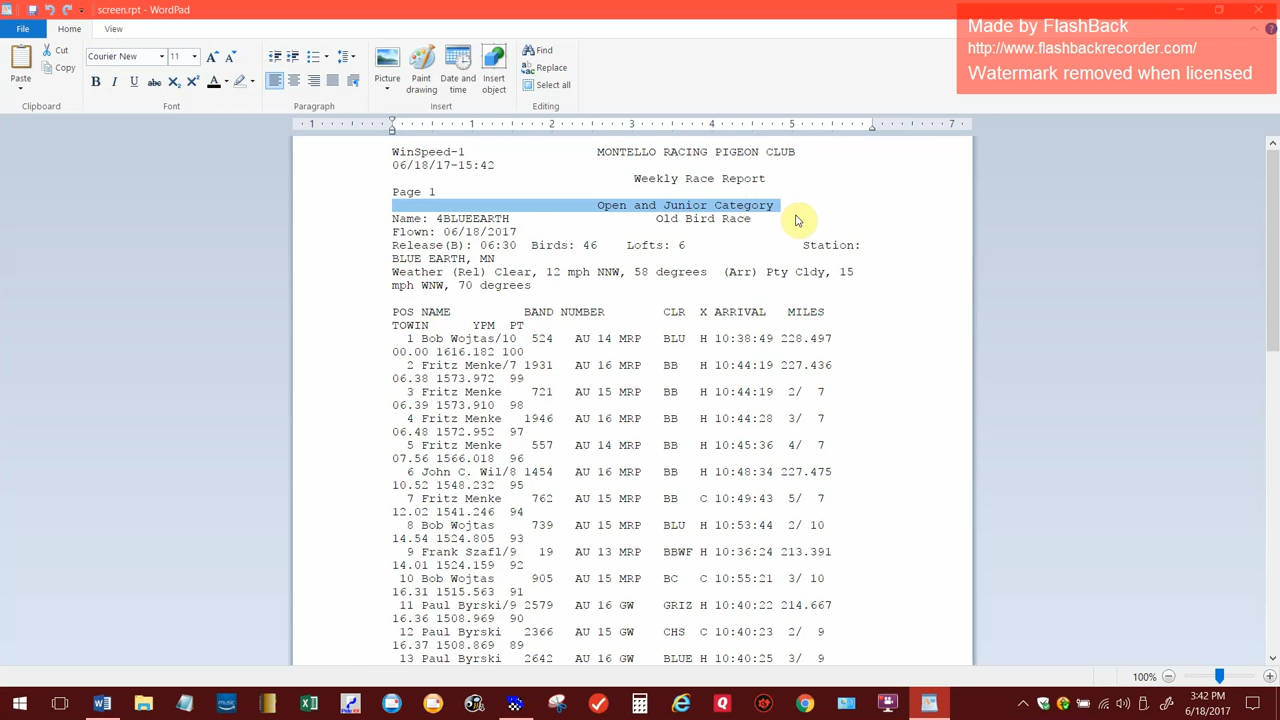 screen.rpt - WordPad
Made by FlashBack
http://www.flashbackrecorder.com/
Watermark removed when licensed
File Home View
Paste
Cut
Copy
Clipboard
Courier New 11
B I U abc X2 X2 A
Font
Paragraph
Picture
Paint drawing
Date and time
Insert object
Insert
Find
Replace
Select all
Editing
1 1 2 3 4 5 7
WinSpeed-1 MONTELLO RACING PIGEON CLUB
06/18/17-15:42
Weekly Race Report
Page 1
Open and Junior Category
Name: 4BLUEEARTH Old Bird Race
Flown: 06/18/2017
Release(B): 06:30 Birds: 46 Lofts: 6 Station:
BLUE EARTH, MN
Weather (Rel) Clear, 12 mph NNW, 58 degrees (Arr) Pty Cldy, 15
mph WNW, 70 degrees
POS NAME BAND NUMBER CLR X ARRIVAL MILES
TOWIN YPM PT
1 Bob Wojtas/10 524 AU 14 MRP BLU H 10:38:49 228.497
00.00 1616.182 100
2 Fritz Menke/7 1931 AU 16 MRP BB H 10:44:19 227.436
06.38 1573.972 99
3 Fritz Menke 721 AU 15 MRP BB H 10:44:19 2/ 7
06.39 1573.910 98
4 Fritz Menke 1946 AU 16 MRP BB H 10:44:28 3/ 7
06.48 1572.952 97
5 Fritz Menke 557 AU 14 MRP BB H 10:45:36 4/ 7
07.56 1566.018 96
6 John C. Wil/8 1454 AU 16 MRP BB H 10:48:34 227.475
10.52 1548.232 95
7 Fritz Menke 762 AU 15 MRP BB C 10:49:43 5/ 7
12.02 1541.246 94
8 Bob Wojtas 739 AU 15 MRP BLU H 10:53:44 2/ 10
14.54 1524.805 93
9 Frank Szafl/9 19 AU 13 MRP BBWF H 10:36:24 213.391
14.01 1524.159 92
10 Bob Wojtas 905 AU 15 MRP BC C 10:55:21 3/ 10
16.31 1515.563 91
11 Paul Byrski/9 2579 AU 16 GW GRIZ H 10:40:22 214.667
16.36 1508.969 90
12 Paul Byrski 2366 AU 15 GW CHS C 10:40:23 2/ 9
16.37 1508.869 89
13 Paul Byrski 2642 AU 16 GW BLUE H 10:40:25 3/ 9
100%
3:42 PM
6/18/2017